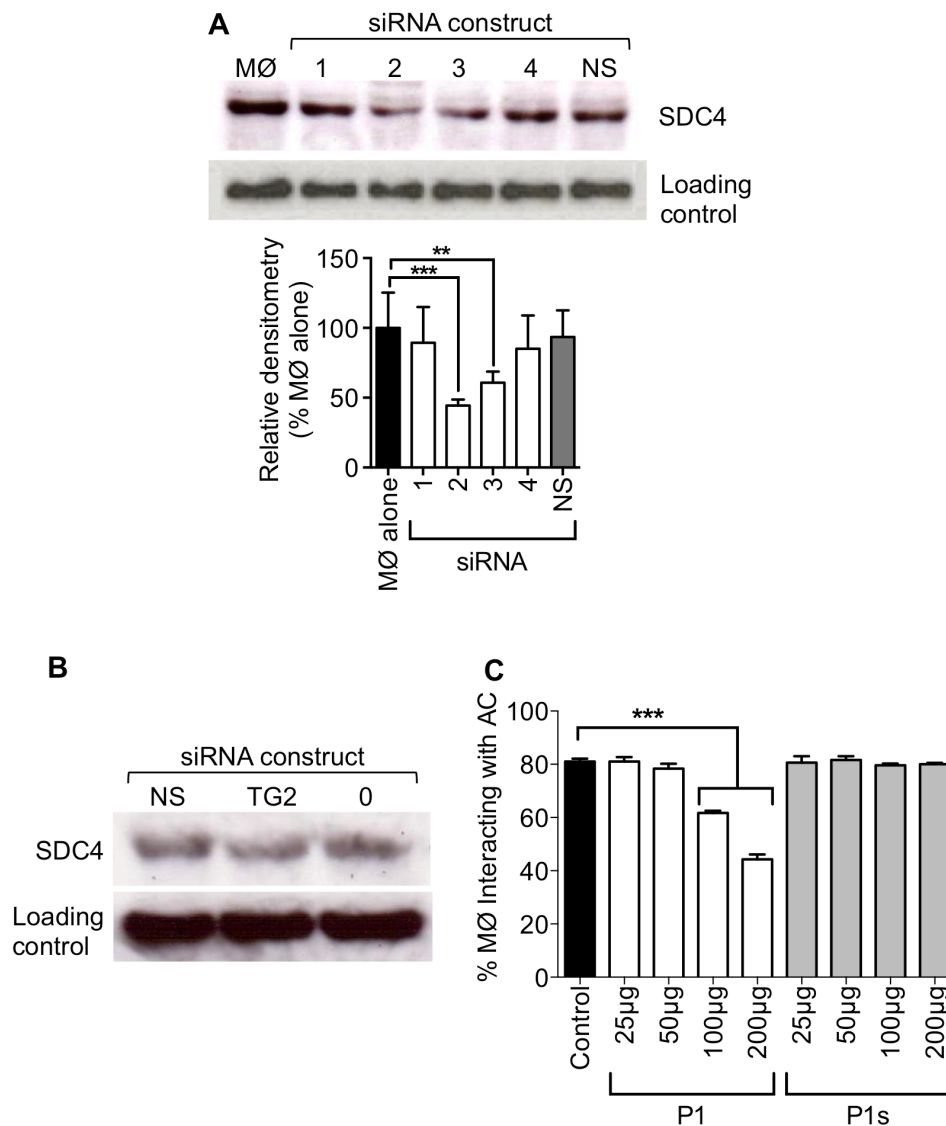 A
siRNA construct
MØ 1 2 3 4 NS
SDC4
Loading
control
Relative densitometry
(% MØ alone)
150
100
50
0
**
***
MØ alone
1
2
3
4
NS
siRNA
B
siRNA construct
NS TG2 0
SDC4
Loading
control
C
% MØ Interacting with AC
100
80
60
40
20
0
***
Control
25µg
50µg
100µg
200µg
25µg
50µg
100µg
200µg
P1
P1s